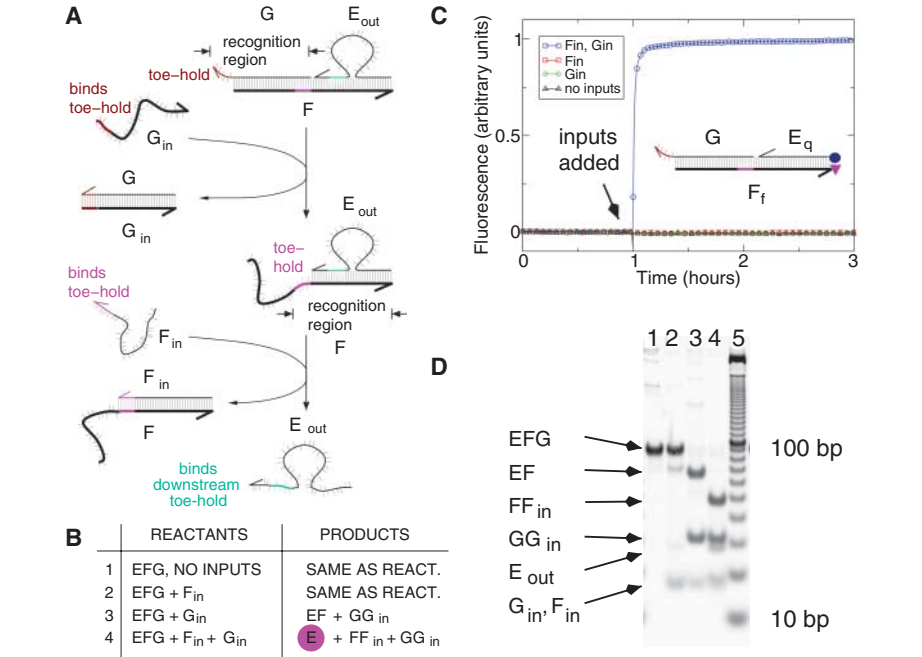 A
G
E out
recognition
region
toe–hold
binds
toe–hold
F
G in
G
G in
E out
toe–
hold
binds
toe–hold
recognition
region
F in
F
F in
F
E out
binds
downstream
toe-hold
B
REACTANTS PRODUCTS
1 EFG, NO INPUTS SAME AS REACT.
2 EFG + F in SAME AS REACT.
3 EFG + G in EF + GG in
4 EFG + F in + G in E + FF in + GG in
C
Fluorescence (arbitrary units)
1
0.5
0
Fin, Gin
Fin
Gin
no inputs
inputs
added
G E q
F f
0 1 2 3
Time (hours)
D
1 2 3 4 5
EFG
EF
FF in
GG in
E out
G in, F in
100 bp
10 bp